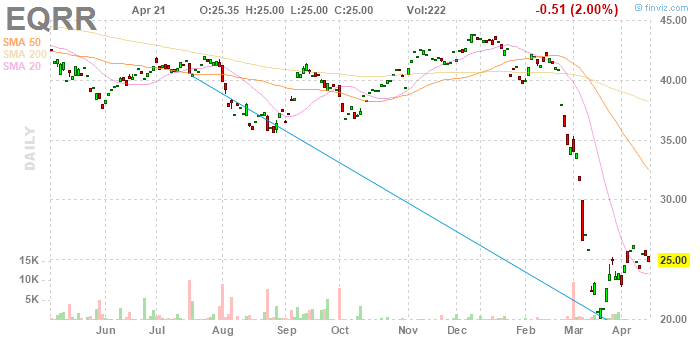 EQRR Apr 21 O:25.35 H:25.00 L:25.00 C:25.00 Vol:222 -0.51 (2.00%) © finviz.com
SMA 50
SMA 200
SMA 20
DAILY
45.00
40.00
35.00
30.00
25.00
20.00
15K
10K
5K
Jun Jul Aug Sep Oct Nov Dec Feb Mar Apr